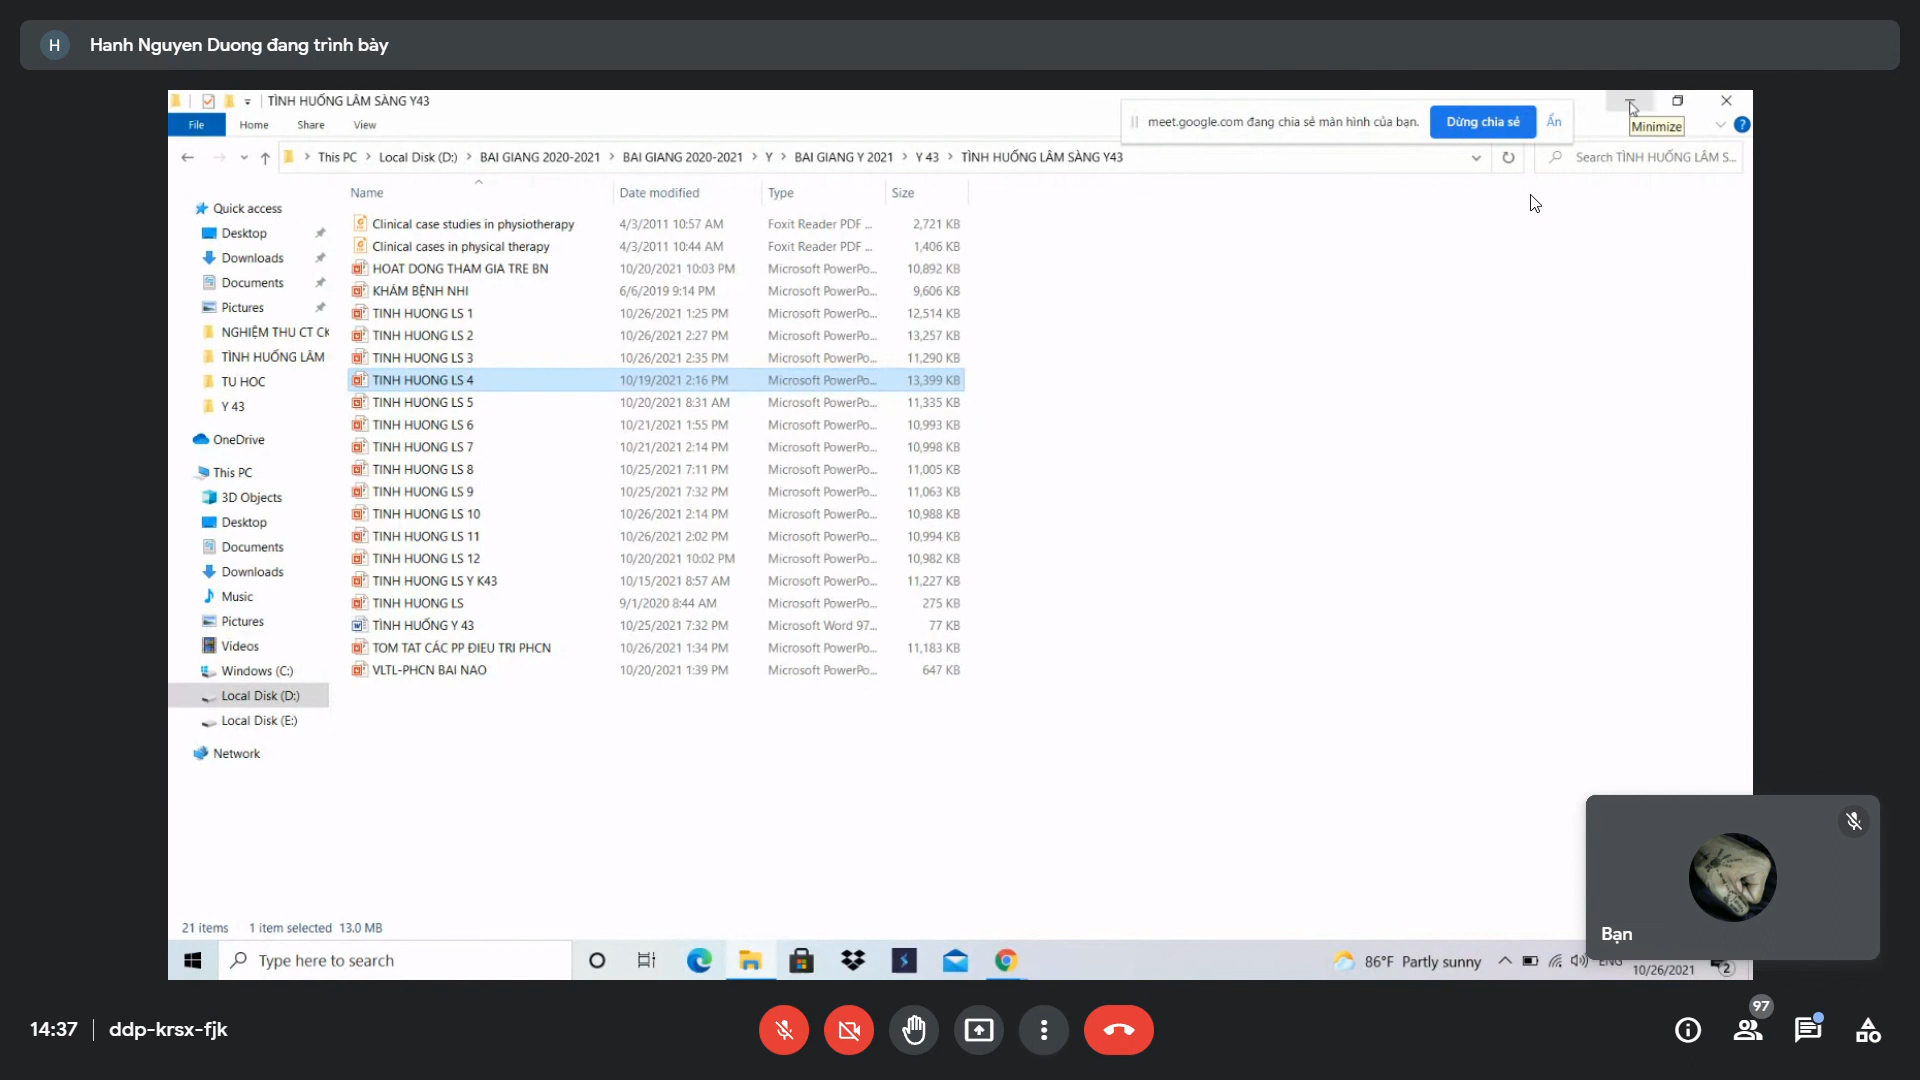 H Hanh Nguyen Duong đang trình bày
TÌNH HUỐNG LÂM SÀNG Y43
meet.google.com đang chia sẻ màn hình của bạn. Dừng chia sẻ Ẩn
Minimize
File Home Share View
This PC > Local Disk (D:) > BAI GIANG 2020-2021 > BAI GIANG 2020-2021 > Y > BAI GIANG Y 2021 > Y 43 > TÌNH HUỐNG LÂM SÀNG Y43
Search TÌNH HUỐNG LÂM S...
Quick access
Desktop
Downloads
Documents
Pictures
NGHIỆM THU CT CK
TÌNH HUỐNG LÂM
TU HOC
Y 43
OneDrive
This PC
3D Objects
Desktop
Documents
Downloads
Music
Pictures
Videos
Windows (C:)
Local Disk (D:)
Local Disk (E:)
Network
Name Date modified Type Size
Clinical case studies in physiotherapy 4/3/2011 10:57 AM Foxit Reader PDF ... 2,721 KB
Clinical cases in physical therapy 4/3/2011 10:44 AM Foxit Reader PDF ... 1,406 KB
HOAT DONG THAM GIA TRE BN 10/20/2021 10:03 PM Microsoft PowerPo... 10,892 KB
KHÁM BỆNH NHI 6/6/2019 9:14 PM Microsoft PowerPo... 9,606 KB
TINH HUONG LS 1 10/26/2021 1:25 PM Microsoft PowerPo... 12,514 KB
TINH HUONG LS 2 10/26/2021 2:27 PM Microsoft PowerPo... 13,257 KB
TINH HUONG LS 3 10/26/2021 2:35 PM Microsoft PowerPo... 11,290 KB
TINH HUONG LS 4 10/19/2021 2:16 PM Microsoft PowerPo... 13,399 KB
TINH HUONG LS 5 10/20/2021 8:31 AM Microsoft PowerPo... 11,335 KB
TINH HUONG LS 6 10/21/2021 1:55 PM Microsoft PowerPo... 10,993 KB
TINH HUONG LS 7 10/21/2021 2:14 PM Microsoft PowerPo... 10,998 KB
TINH HUONG LS 8 10/25/2021 7:11 PM Microsoft PowerPo... 11,005 KB
TINH HUONG LS 9 10/25/2021 7:32 PM Microsoft PowerPo... 11,063 KB
TINH HUONG LS 10 10/26/2021 2:14 PM Microsoft PowerPo... 10,988 KB
TINH HUONG LS 11 10/26/2021 2:02 PM Microsoft PowerPo... 10,994 KB
TINH HUONG LS 12 10/20/2021 10:02 PM Microsoft PowerPo... 10,982 KB
TINH HUONG LS Y K43 10/15/2021 8:57 AM Microsoft PowerPo... 11,227 KB
TINH HUONG LS 9/1/2020 8:44 AM Microsoft PowerPo... 275 KB
TÌNH HUỐNG Y 43 10/25/2021 7:32 PM Microsoft Word 97... 77 KB
TOM TAT CÁC PP ĐIEU TRI PHCN 10/26/2021 1:34 PM Microsoft PowerPo... 11,183 KB
VLTL-PHCN BAI NAO 10/20/2021 1:39 PM Microsoft PowerPo... 647 KB
21 items 1 item selected 13.0 MB
Bạn
Type here to search
86°F Partly sunny
ENG
10/26/2021
2
14:37 ddp-krsx-fjk
97